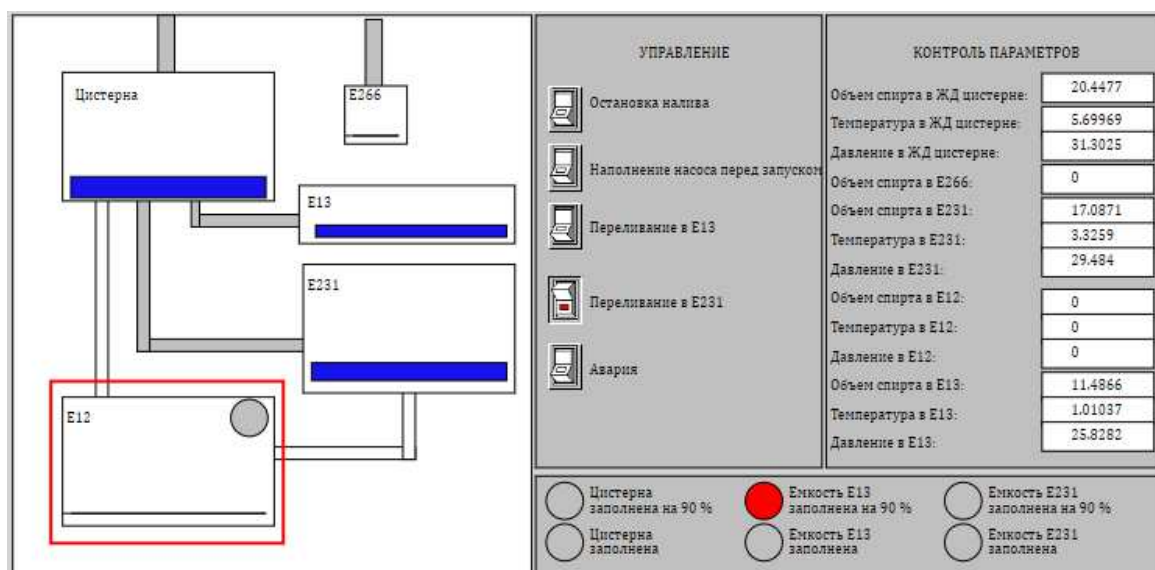 Цистерна
E266
E13
E231
E12
УПРАВЛЕНИЕ
Остановка налива
Наполнение насоса перед запуском
Переливание в E13
Переливание в E231
Авария
КОНТРОЛЬ ПАРАМЕТРОВ
Объем спирта в ЖД цистерне: 20.4477
Температура в ЖД цистерне: 5.69969
Давление в ЖД цистерне: 31.3025
Объем спирта в E266: 0
Объем спирта в E231: 17.0871
Температура в E231: 3.3259
Давление в E231: 29.484
Объем спирта в E12: 0
Температура в E12: 0
Давление в E12: 0
Объем спирта в E13: 11.4866
Температура в E13: 1.01037
Давление в E13: 25.8282
Цистерна
заполнена на 90 %
Емкость E13
заполнена на 90 %
Емкость E231
заполнена на 90 %
Цистерна
заполнена
Емкость E13
заполнена
Емкость E231
заполнена